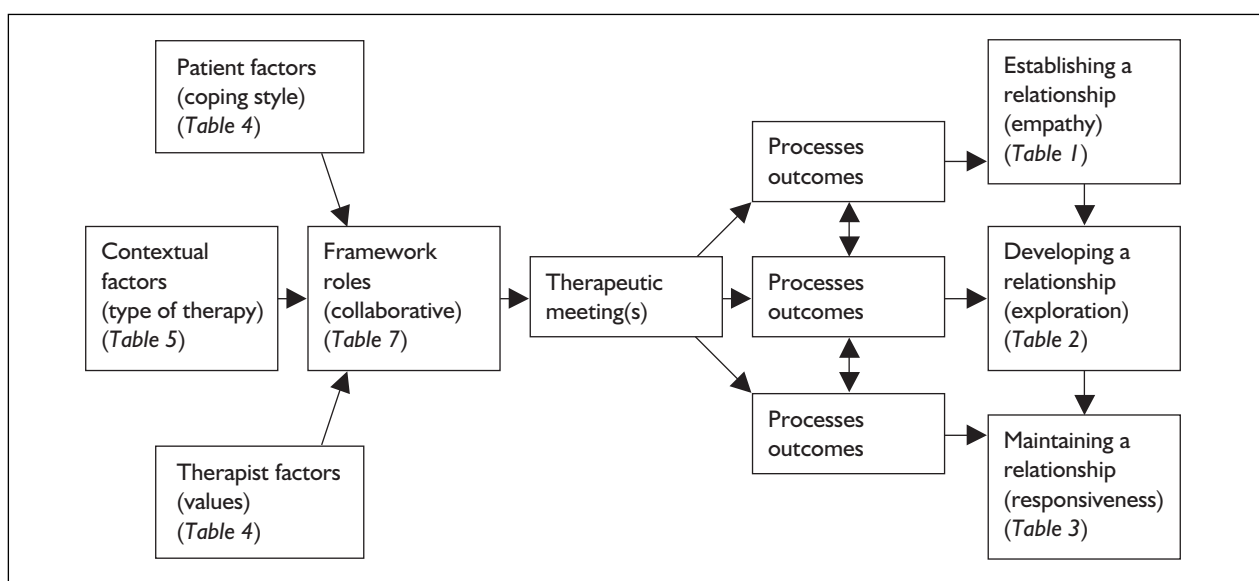 Patient factors
(coping style)
(Table 4)
Contextual
factors
(type of therapy)
(Table 5)
Therapist factors
(values)
(Table 4)
Framework
roles
(collaborative)
(Table 7)
Therapeutic
meeting(s)
Processes
outcomes
Processes
outcomes
Processes
outcomes
Establishing a
relationship
(empathy)
(Table 1)
Developing a
relationship
(exploration)
(Table 2)
Maintaining a
relationship
(responsiveness)
(Table 3)